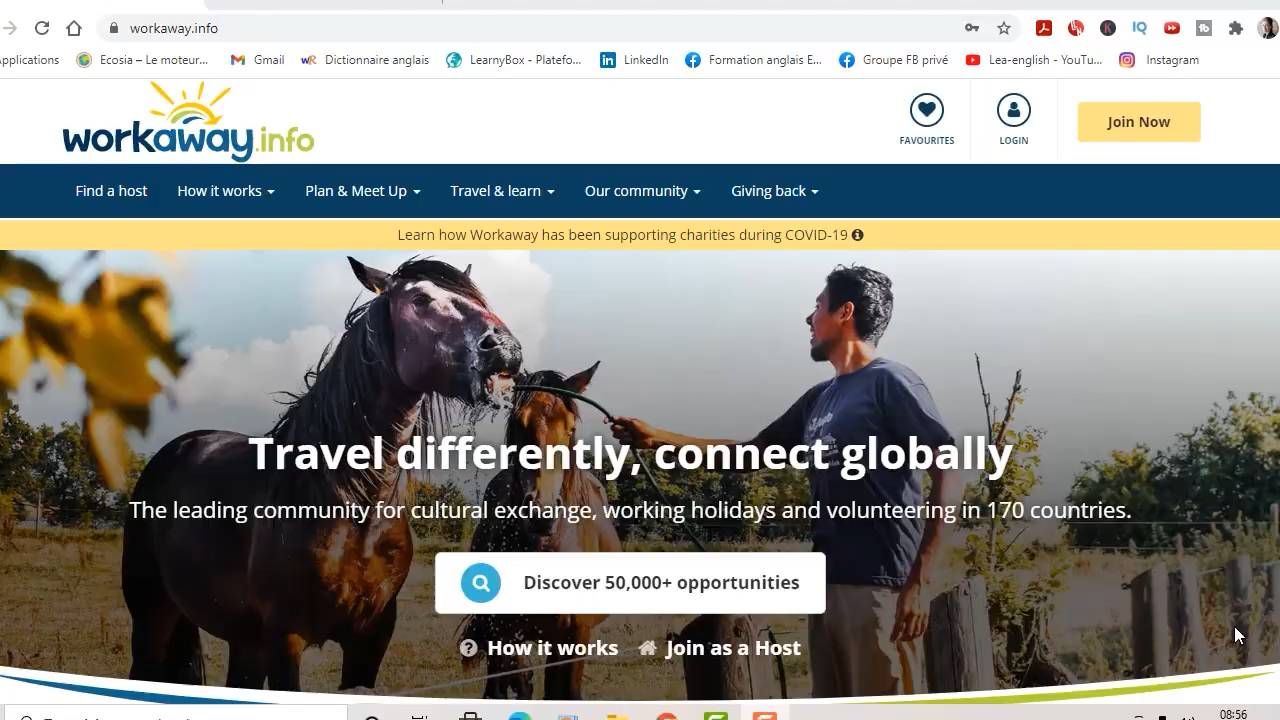 workaway.info
pplications
Ecosia – Le moteur...
Gmail
Dictionnaire anglais
LearnyBox - Platefo...
LinkedIn
Formation anglais E...
Groupe FB privé
Lea-english - YouTu...
Instagram
workaway.info
FAVOURITES
LOGIN
Join Now
Find a host
How it works
Plan & Meet Up
Travel & learn
Our community
Giving back
Learn how Workaway has been supporting charities during COVID-19
Travel differently, connect globally
The leading community for cultural exchange, working holidays and volunteering in 170 countries.
Discover 50,000+ opportunities
How it works
Join as a Host
08:56